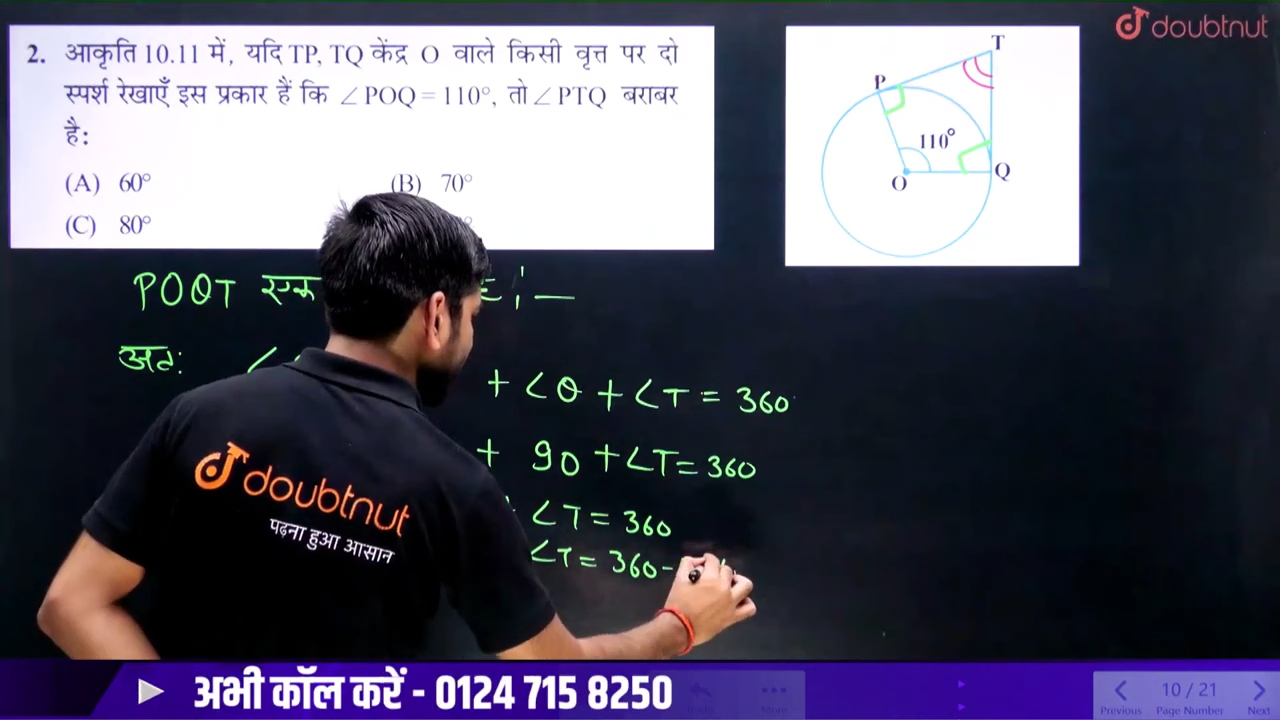 2. आकृति 10.11 में, यदि TP, TQ केंद्र O वाले किसी वृत्त पर दो
स्पर्श रेखाएँ इस प्रकार हैं कि ∠POQ = 110°, तो ∠PTQ बराबर
है:
(A) 60° (B) 70°
(C) 80°
T
P
110°
O
Q
doubtnut
POQT
अतः
+ ∠Q + ∠T = 360
+ 90 + ∠T = 360
∠T = 360
∠T = 360 -
doubtnut
पढ़ना हुआ आसान
अभी कॉल करें - 0124 715 8250
10 / 21
Previous Page Number Next